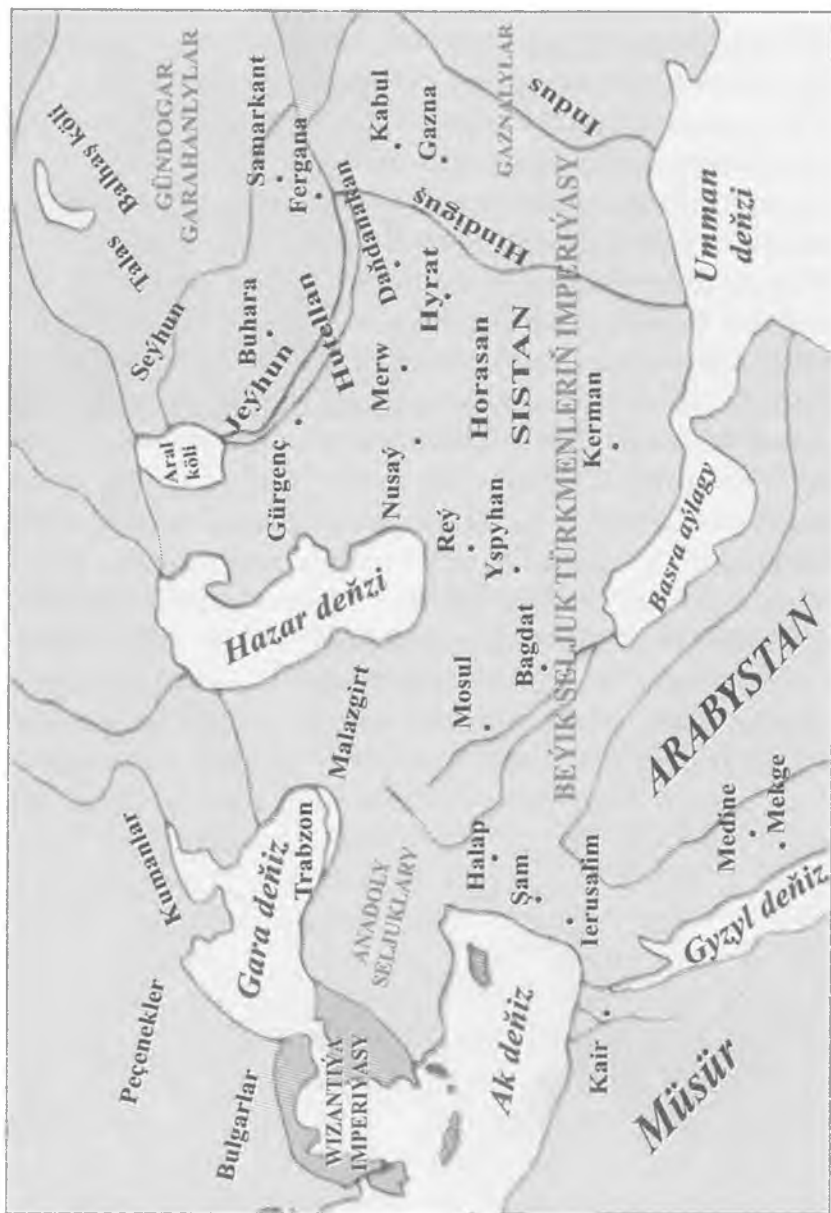 Peçenekler
Kumanlar
Bulgarlar
Gara deňiz
Trabzon
WIZANTIÝA
IMPERIÝASY
ANADOLY
SELJUKLARY
Malazgirt
Hazar deňzi
Aral
köli
Balhaş köli
Talas
GÜNDOGAR
GARAHANLYLAR
Seýhun
Samarkant
Fergana
Buhara
Jeýhun
Hutallan
Gürgenç
Merw
Daňdanakan
Nusaý
Hyrat
Hindiguş
Kabul
Gazna
GAZNALYLAR
Indus
Horasan
SISTAN
Reý
Yspyhan
Mosul
Bagdat
Kerman
BEÝIK SELJUK TÜRKMENLERIŇ IMPERIÝASY
Halap
Şam
Ierusalim
Ak deňiz
Kair
Müsür
Gyzyl deňiz
Medine
Mekge
ARABYSTAN
Basra aýlagy
Umman
deňzi